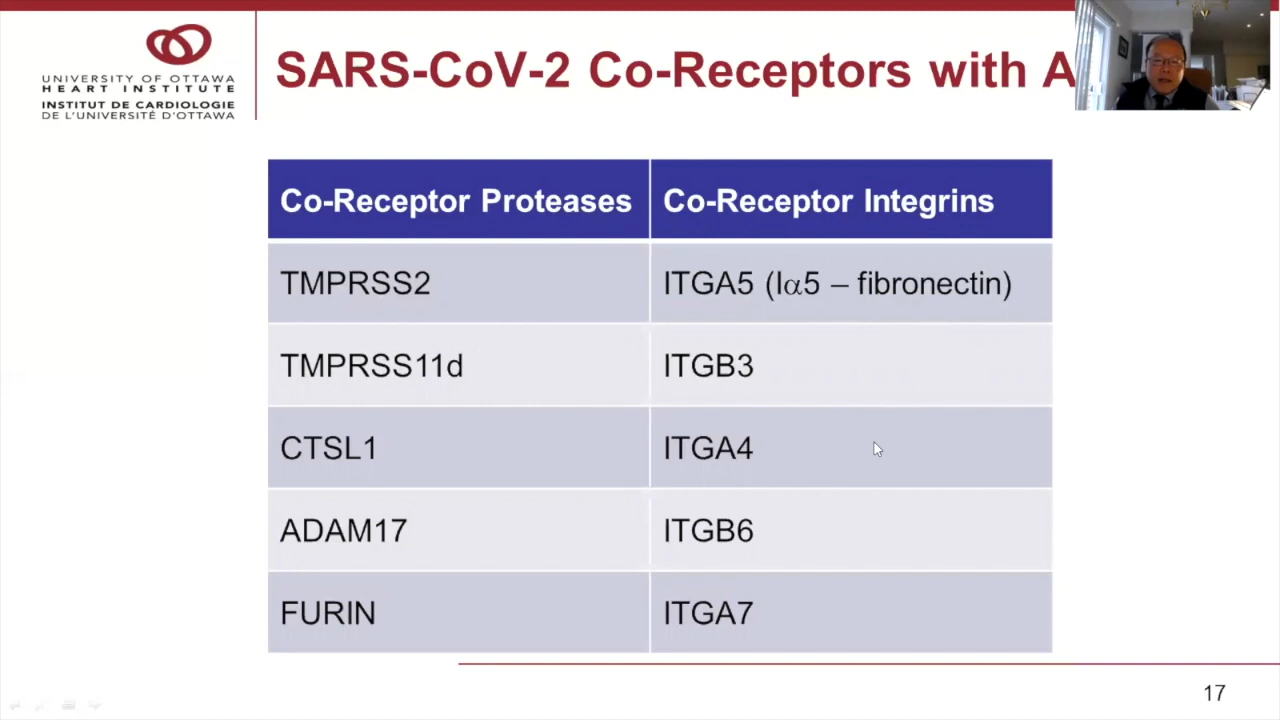 UNIVERSITY OF OTTAWA
HEART INSTITUTE
INSTITUT DE CARDIOLOGIE
DE L'UNIVERSITÉ D'OTTAWA
SARS-CoV-2 Co-Receptors with A
Co-Receptor Proteases Co-Receptor Integrins
TMPRSS2 ITGA5 (Iα5 – fibronectin)
TMPRSS11d ITGB3
CTSL1 ITGA4
ADAM17 ITGB6
FURIN ITGA7
17